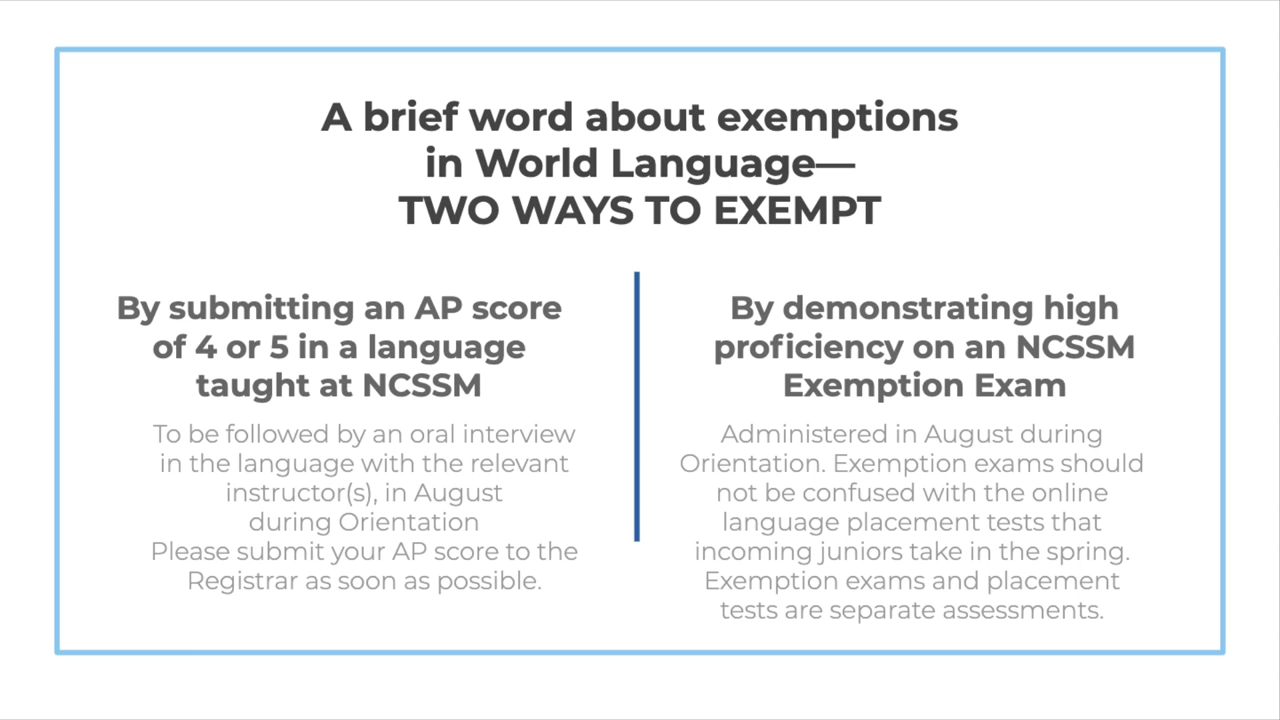 A brief word about exemptions
in World Language—
TWO WAYS TO EXEMPT
By submitting an AP score
of 4 or 5 in a language
taught at NCSSM
To be followed by an oral interview
in the language with the relevant
instructor(s), in August
during Orientation
Please submit your AP score to the
Registrar as soon as possible.
By demonstrating high
proficiency on an NCSSM
Exemption Exam
Administered in August during
Orientation. Exemption exams should
not be confused with the online
language placement tests that
incoming juniors take in the spring.
Exemption exams and placement
tests are separate assessments.